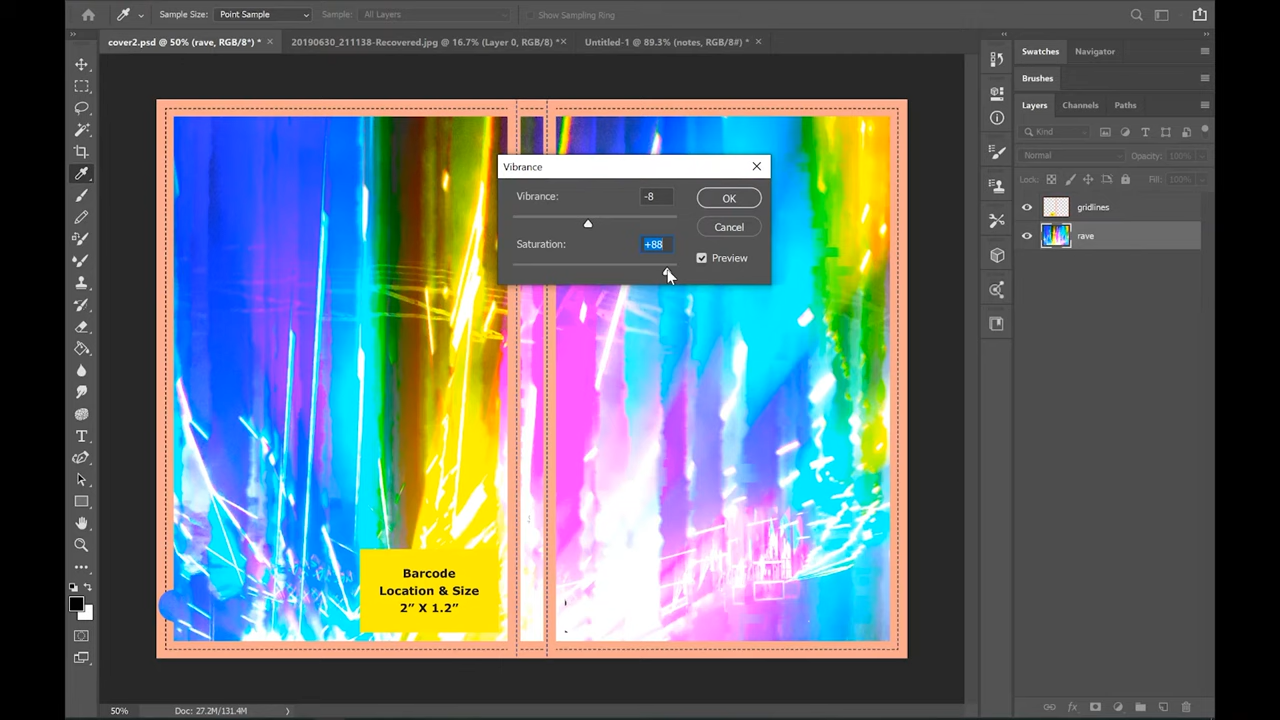 Sample Size: Point Sample Sample: All Layers Show Sampling Ring
cover2.psd @ 50% (rave, RGB/8*) * × 20190630_211138-Recovered.jpg @ 16.7% (Layer 0, RGB/8) * × Untitled-1 @ 89.3% (notes, RGB/8#) * ×
Swatches Navigator
Brushes
Layers Channels Paths
Kind
Normal Opacity: 100%
Lock: Fill: 100%
gridlines
rave
Vibrance
Vibrance: -8 OK
Cancel
Saturation: +88
Preview
Barcode
Location & Size
2” X 1.2”
50% Doc: 27.2M/131.4M